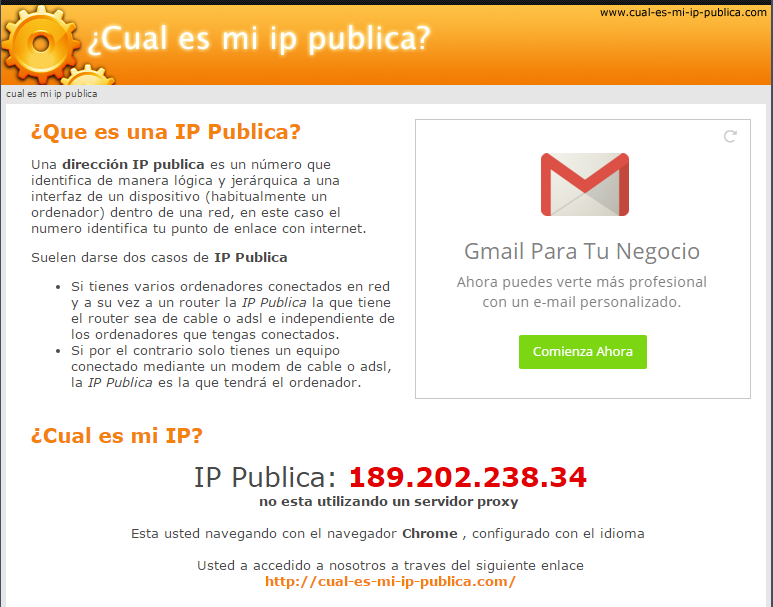 www.cual-es-mi-ip-publica.com
¿Cual es mi ip publica?
cual es mi ip publica
¿Que es una IP Publica?
Una dirección IP publica es un número que
identifica de manera lógica y jerárquica a una
interfaz de un dispositivo (habitualmente un
ordenador) dentro de una red, en este caso el
numero identifica tu punto de enlace con internet.
Suelen darse dos casos de IP Publica
• Si tienes varios ordenadores conectados en red
y a su vez a un router la IP Publica la que tiene
el router sea de cable o adsl e independiente de
los ordenadores que tengas conectados.
• Si por el contrario solo tienes un equipo
conectado mediante un modem de cable o adsl,
la IP Publica es la que tendrá el ordenador.
Gmail Para Tu Negocio
Ahora puedes verte más profesional
con un e-mail personalizado.
Comienza Ahora
¿Cual es mi IP?
IP Publica: 189.202.238.34
no esta utilizando un servidor proxy
Esta usted navegando con el navegador Chrome , configurado con el idioma
Usted a accedido a nosotros a traves del siguiente enlace
http://cual-es-mi-ip-publica.com/